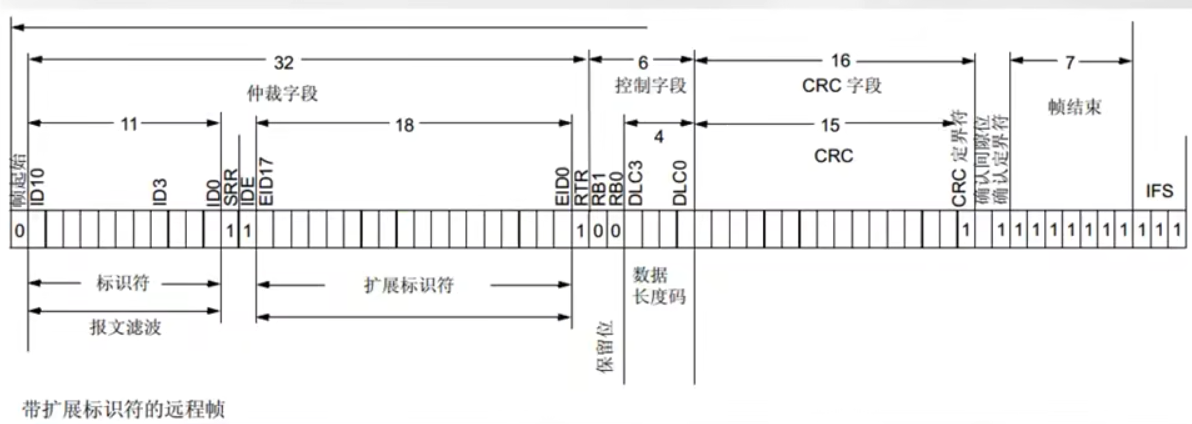 32
6
16
7
仲裁字段
控制字段
CRC 字段
帧结束
11
18
4
15
CRC
帧起始
ID10
ID3
ID0
SRR
IDE
EID17
EID0
RTR
RB1
RB0
DLC3
DLC0
CRC 定界符
确认间隙位
确认定界符
IFS
0 1 1 1 0 0 1 1 1 1 1 1 1 1 1 1 1 1
标识符
扩展标识符
数据
长度码
报文滤波
保留位
带扩展标识符的远程帧